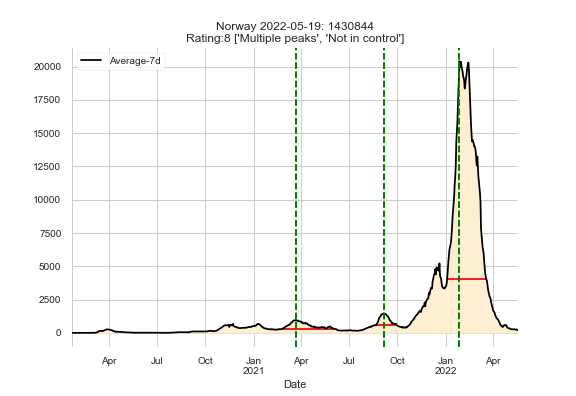 Norway 2022-05-19: 1430844
Rating:8 ['Multiple peaks', 'Not in control']
Average-7d
20000
17500
15000
12500
10000
7500
5000
2500
0
Apr Jul Oct Jan Apr Jul Oct Jan Apr
2021 2022
Date